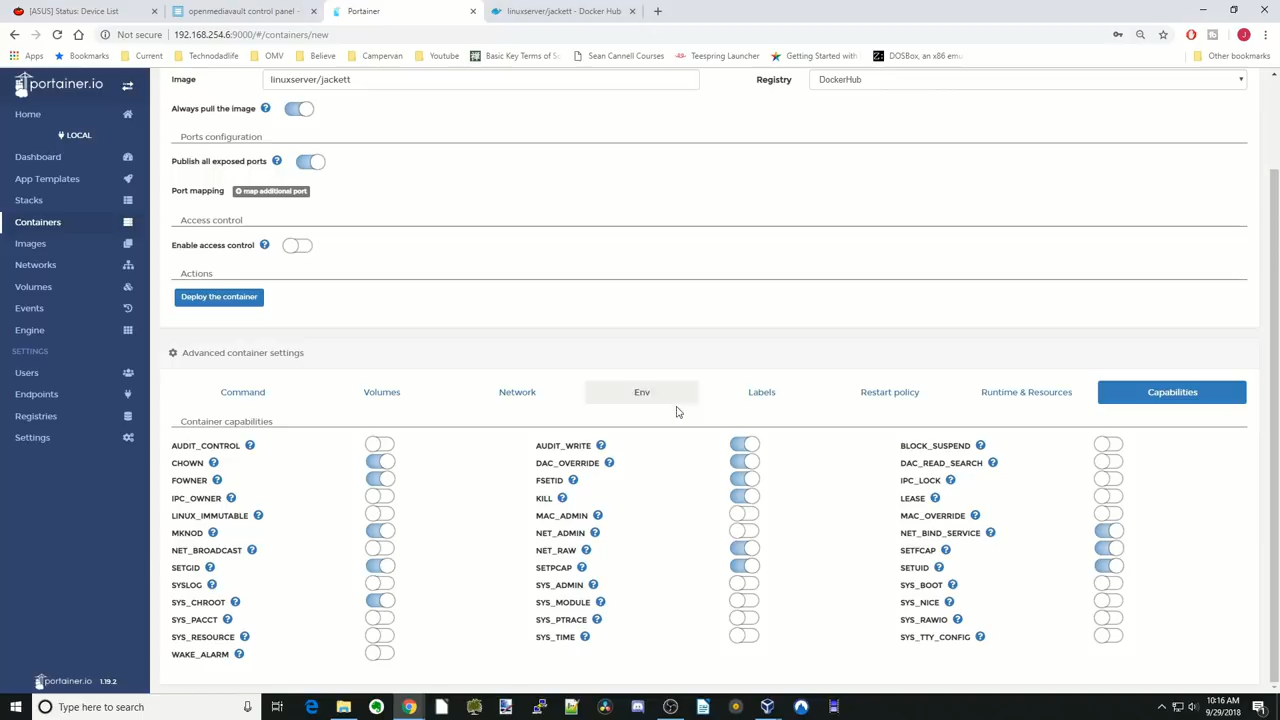 [ASUS] Status: Device List
openmediavault control panel -
Portainer
linuxserver/jackett - Docker Hub
Not secure 192.168.254.6:9000/#/containers/new
Apps Bookmarks Current Technodadlife OMV Believe Campervan Youtube Basic Key Terms of Se Sean Cannell Courses Teespring Launcher Getting Started with DOSBox, an x86 emu Other bookmarks
portainer.io
Home
LOCAL
Dashboard
App Templates
Stacks
Containers
Images
Networks
Volumes
Events
Engine
SETTINGS
Users
Endpoints
Registries
Settings
portainer.io 1.19.2
Image linuxserver/jackett Registry DockerHub
Always pull the image
Ports configuration
Publish all exposed ports
Port mapping map additional port
Access control
Enable access control
Actions
Deploy the container
Advanced container settings
Command Volumes Network Env Labels Restart policy Runtime & Resources Capabilities
Container capabilities
AUDIT_CONTROL AUDIT_WRITE BLOCK_SUSPEND
CHOWN DAC_OVERRIDE DAC_READ_SEARCH
FOWNER FSETID IPC_LOCK
IPC_OWNER KILL LEASE
LINUX_IMMUTABLE MAC_ADMIN MAC_OVERRIDE
MKNOD NET_ADMIN NET_BIND_SERVICE
NET_BROADCAST NET_RAW SETFCAP
SETGID SETPCAP SETUID
SYSLOG SYS_ADMIN SYS_BOOT
SYS_CHROOT SYS_MODULE SYS_NICE
SYS_PACCT SYS_PTRACE SYS_RAWIO
SYS_RESOURCE SYS_TIME SYS_TTY_CONFIG
WAKE_ALARM
Type here to search
10:16 AM
9/29/2018